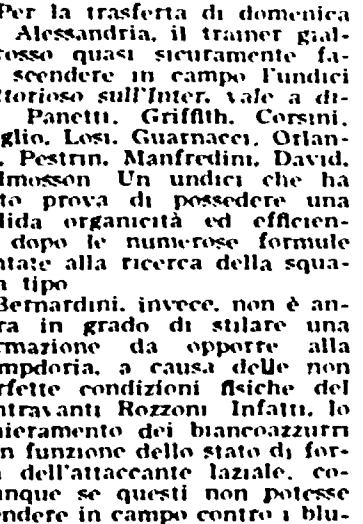 Per la trasferta di domenica
Alessandria, il trainer gial-
rosso quasi sicuramente fa-
scendere in campo l'undici
ttorioso sull'Inter, vale a di-
Panetti, Griffith, Corsini,
glio, Losi, Guarnacci, Orlan-
, Pestrin, Manfredini, David,
lmosson Un undici che ha
to prova di possedere una
lida organicità ed efficien-
dopo le numerose formule
ntate alla ricerca della squa-
a tipo
Bernardini, invece, non è an-
ra in grado di stilare una
rmazione da opporre alla
mpdoria, a causa delle non
rfette condizioni fisiche del
ntravanti Rozzoni Infatti, lo
hieramento dei biancoazzurri
n funzione dello stato di for-
a dell'attaccante laziale, co-
unque se questi non potesse
endere in campo contro i blu-